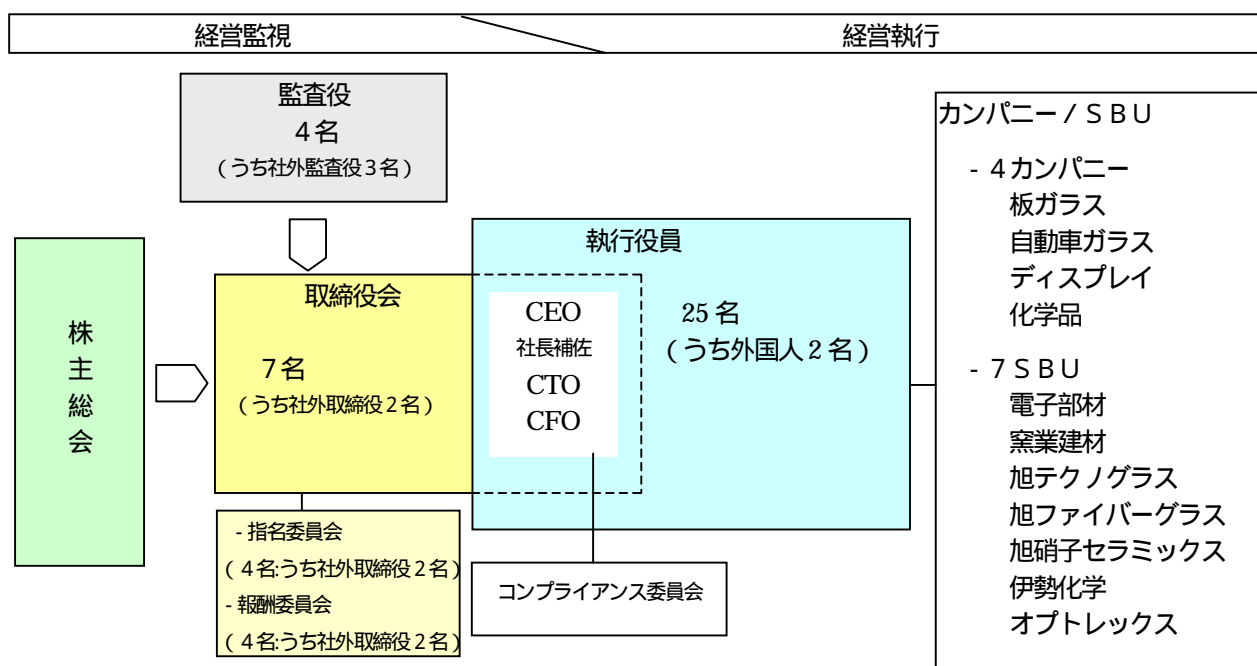 経営監視
経営執行
監査役
4名
(うち社外監査役3名)
株主総会
取締役会
7名
(うち社外取締役2名)
執行役員
CEO
社長補佐
CTO
CFO
25名
(うち外国人2名)
- 指名委員会
(4名:うち社外取締役2名)
- 報酬委員会
(4名:うち社外取締役2名)
コンプライアンス委員会
カンパニー/SBU
- 4カンパニー
板ガラス
自動車ガラス
ディスプレイ
化学品
- 7SBU
電子部材
窯業建材
旭テクノグラス
旭ファイバーグラス
旭硝子セラミックス
伊勢化学
オプトレックス